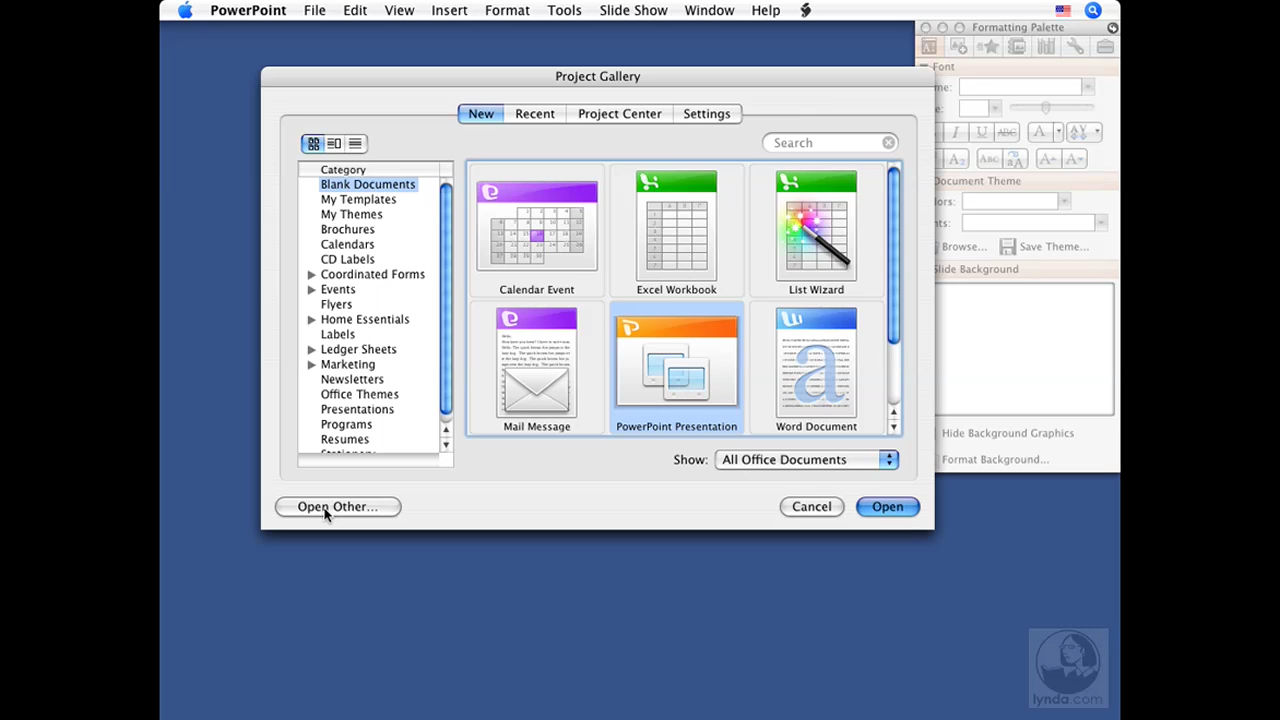 PowerPoint File Edit View Insert Format Tools Slide Show Window Help
Formatting Palette
Project Gallery
New Recent Project Center Settings
Search
Category
Blank Documents
My Templates
My Themes
Brochures
Calendars
CD Labels
Coordinated Forms
Events
Flyers
Home Essentials
Labels
Ledger Sheets
Marking
Newsletters
Office Themes
Presentations
Programs
Resumes
Calendar Event
Excel Workbook
List Wizard
Mail Message
PowerPoint Presentation
Word Document
Show: All Office Documents
Open Other...
Cancel
Open
Font
Document Theme
Browse...
Save Theme...
Slide Background
Hide Background Graphics
Format Background...
lynda.com